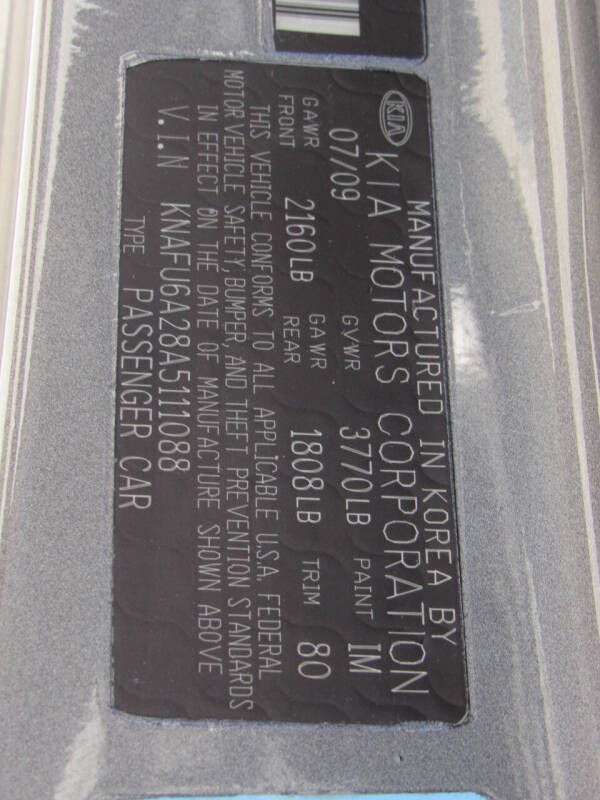 MANUFACTURED IN KOREA BY
KIA KIA MOTORS CORPORATION
07/09 GVWR 3770LB PAINT IM
GAWR FRONT 2160LB GAWR REAR 1808LB TRIM 80
THIS VEHICLE CONFORMS TO ALL APPLICABLE U.S.A. FEDERAL
MOTOR VEHICLE SAFETY, BUMPER, AND THEFT PREVENTION STANDARDS
IN EFFECT ON THE DATE OF MANUFACTURE SHOWN ABOVE
V.I.N KNAFU6A28A5111088
TYPE PASSENGER CAR